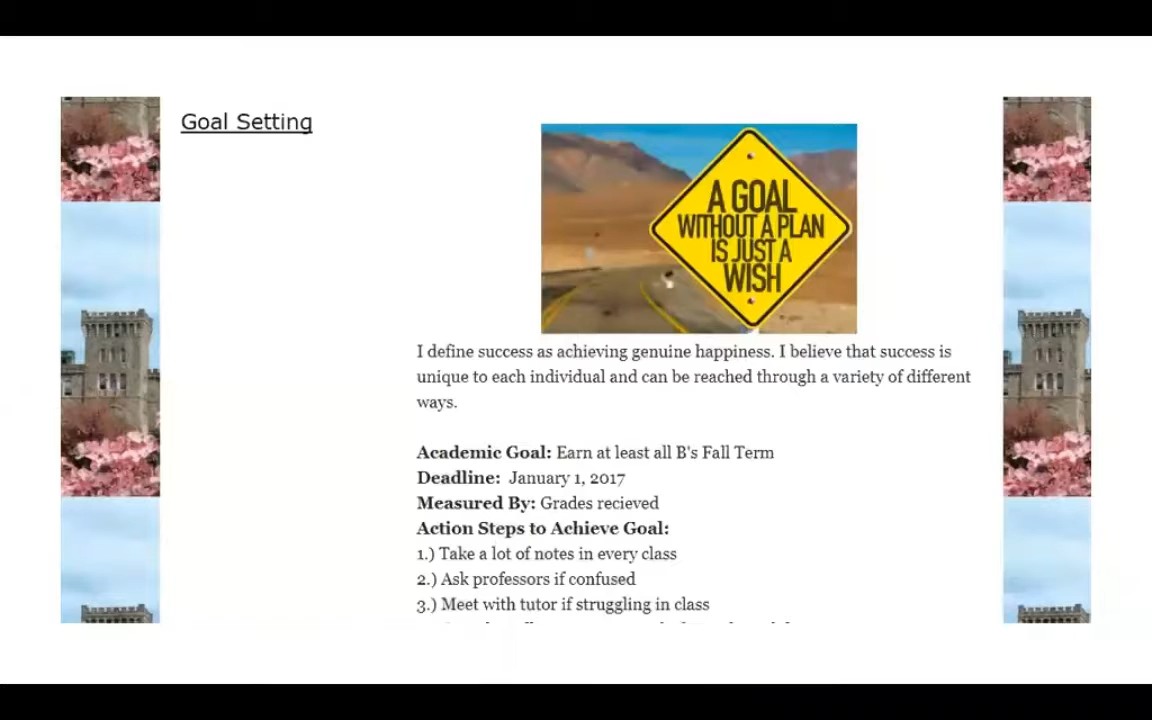 Goal Setting
A GOAL
WITHOUT A PLAN
IS JUST A
WISH
I define success as achieving genuine happiness. I believe that success is
unique to each individual and can be reached through a variety of different
ways.
Academic Goal: Earn at least all B's Fall Term
Deadline: January 1, 2017
Measured By: Grades recieved
Action Steps to Achieve Goal:
1.) Take a lot of notes in every class
2.) Ask professors if confused
3.) Meet with tutor if struggling in class